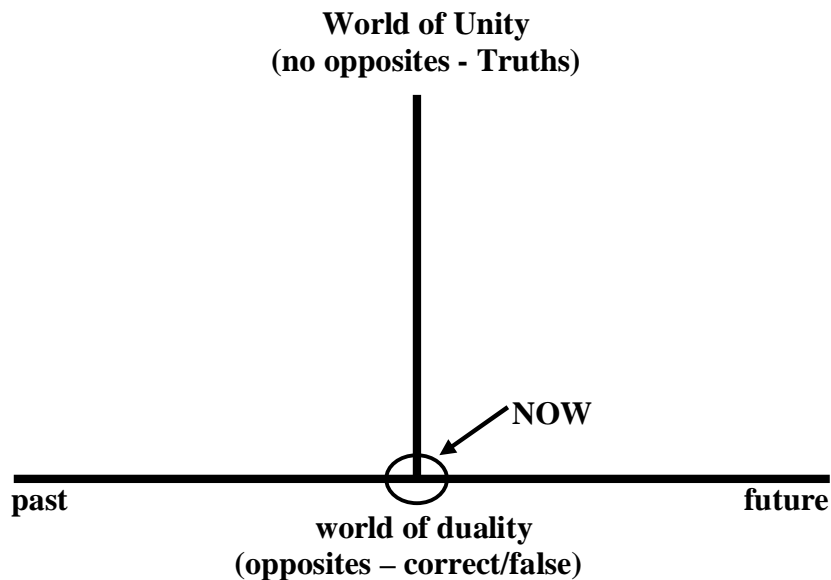 World of Unity
(no opposites - Truths)
NOW
past
future
world of duality
(opposites – correct/false)